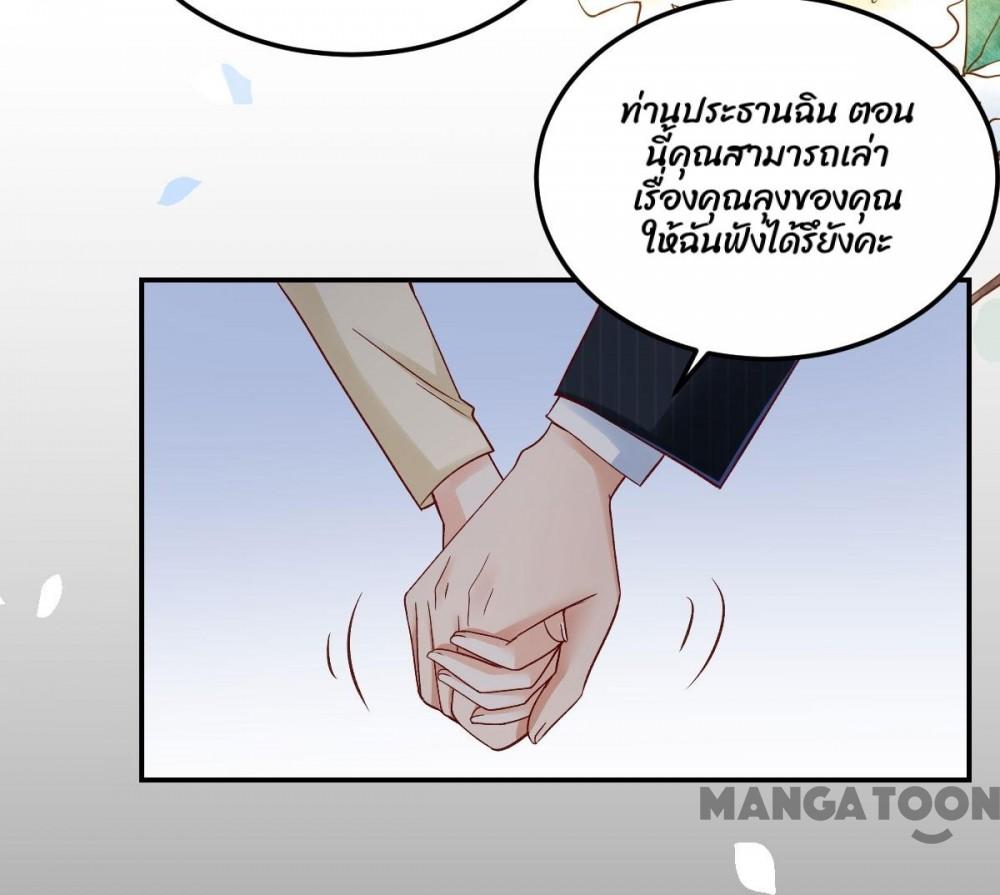 ท่านประธานฉิน ตอน
นี้คุณสามารถเล่า
เรื่องคุณลุงของคุณ
ให้ฉันฟังได้รึยังคะ
MANGATOON